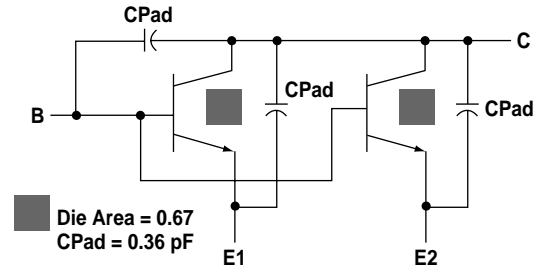 CPad
C
CPad
CPad
B
Die Area = 0.67
CPad = 0.36 pF
E1
E2